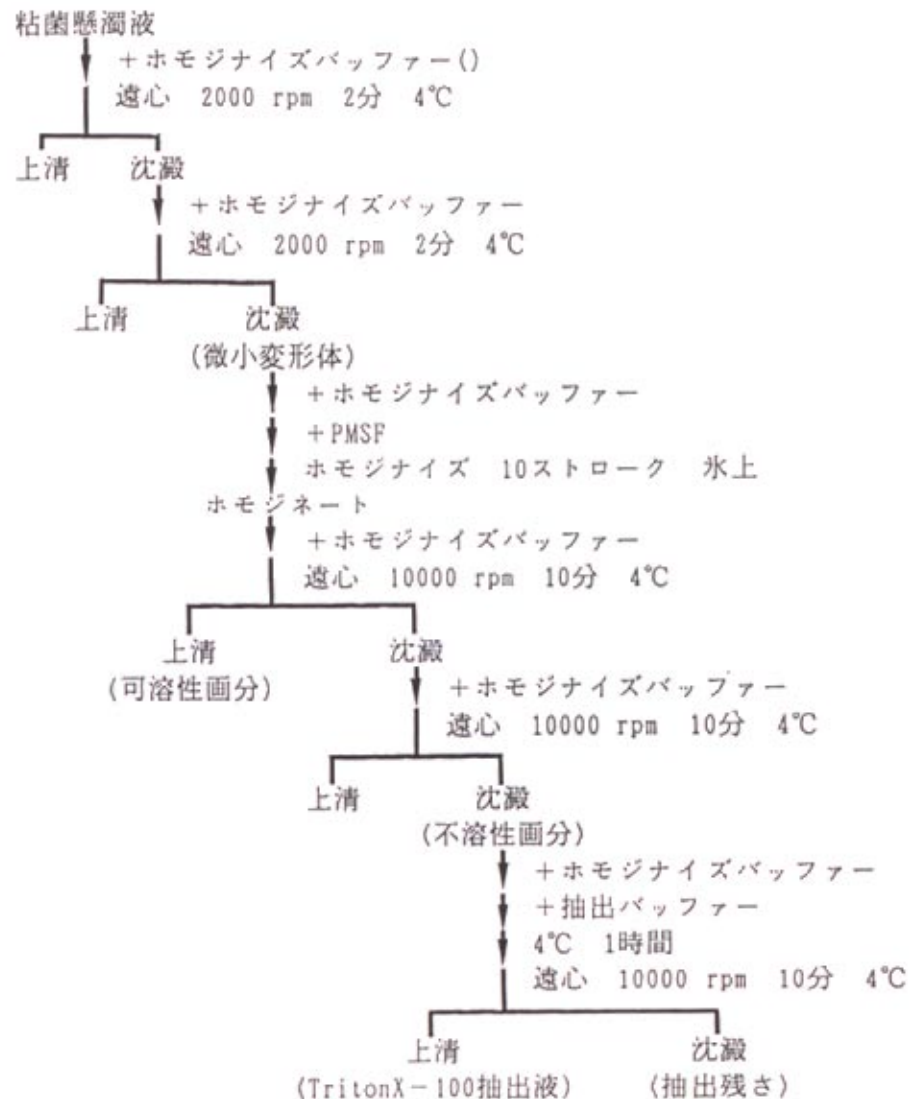 粘菌懸濁液
+ホモジナイズバッファー()
遠心 2000 rpm 2分 4℃
上清 沈澱
+ホモジナイズバッファー
遠心 2000 rpm 2分 4℃
上清 沈澱
(微小変形体)
+ホモジナイズバッファー
+PMSF
ホモジナイズ 10ストローク 氷上
ホモジネート
+ホモジナイズバッファー
遠心 10000 rpm 10分 4℃
上清 沈澱
(可溶性画分)
+ホモジナイズバッファー
遠心 10000 rpm 10分 4℃
上清 沈澱
(不溶性画分)
+ホモジナイズバッファー
+抽出バッファー
4℃ 1時間
遠心 10000 rpm 10分 4℃
上清 沈澱
(TritonX-100抽出液) (抽出残さ)